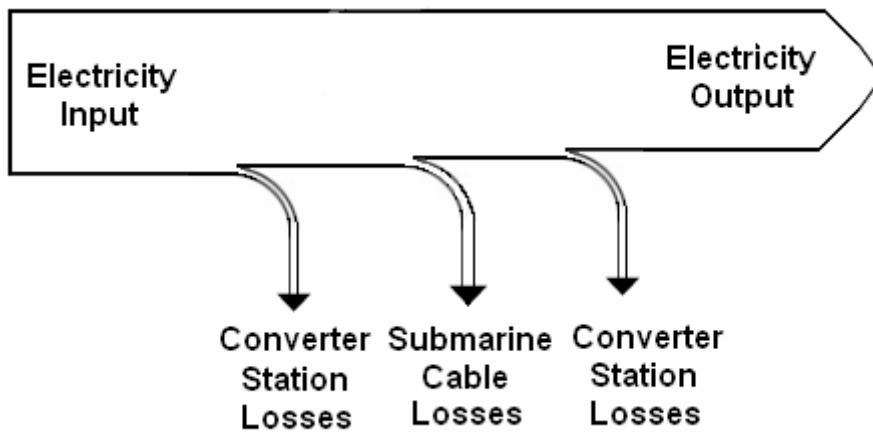 Electricity
Input
Electricity
Output
Converter
Station
Losses
Submarine
Cable
Losses
Converter
Station
Losses